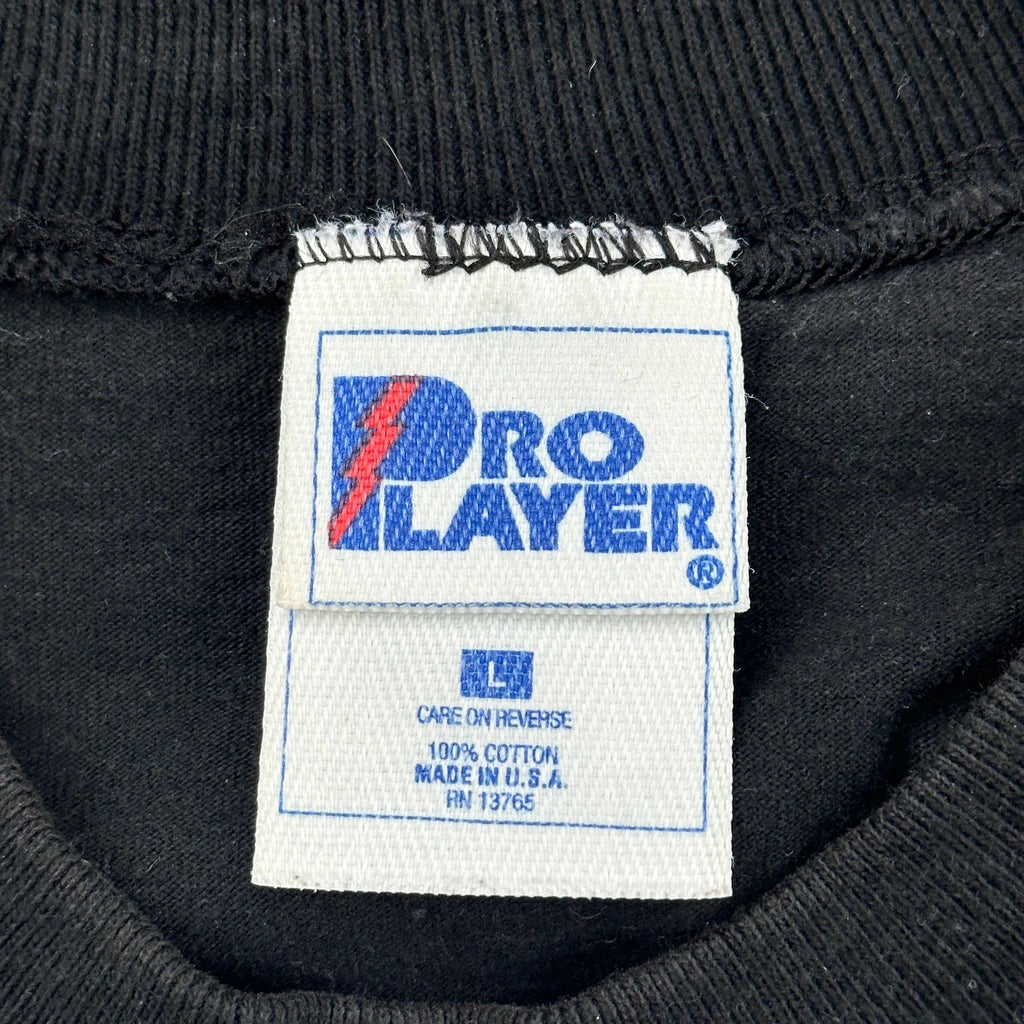 PRO
PLAYER®
L
CARE ON REVERSE
100% COTTON
MADE IN U.S.A.
RN 13765